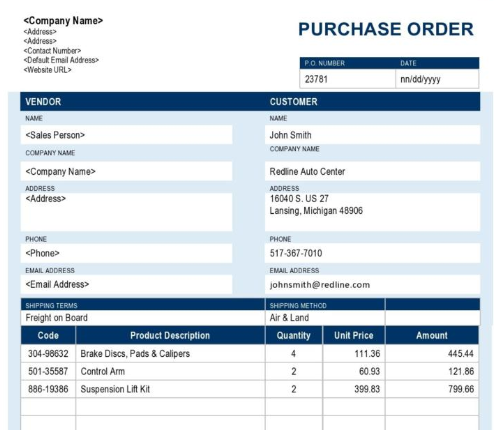 <Company Name>
<Address>
<Address>
<Contact Number>
<Default Email Address>
<Website URL>
PURCHASE ORDER
P.O. NUMBER DATE
23781 nn/dd/yyyy
VENDOR CUSTOMER
NAME NAME
<Sales Person> John Smith
COMPANY NAME COMPANY NAME
<Company Name> Redline Auto Center
ADDRESS ADDRESS
<Address> 16040 S. US 27
Lansing, Michigan 48906
PHONE PHONE
<Phone> 517-367-7010
EMAIL ADDRESS EMAIL ADDRESS
<Email Address> johnsmith@redline.com
SHIPPING TERMS SHIPPING METHOD
Freight on Board Air & Land
Code Product Description Quantity Unit Price Amount
304-98632 Brake Discs, Pads & Calipers 4 111.36 445.44
501-35587 Control Arm 2 60.93 121.86
886-19386 Suspension Lift Kit 2 399.83 799.66